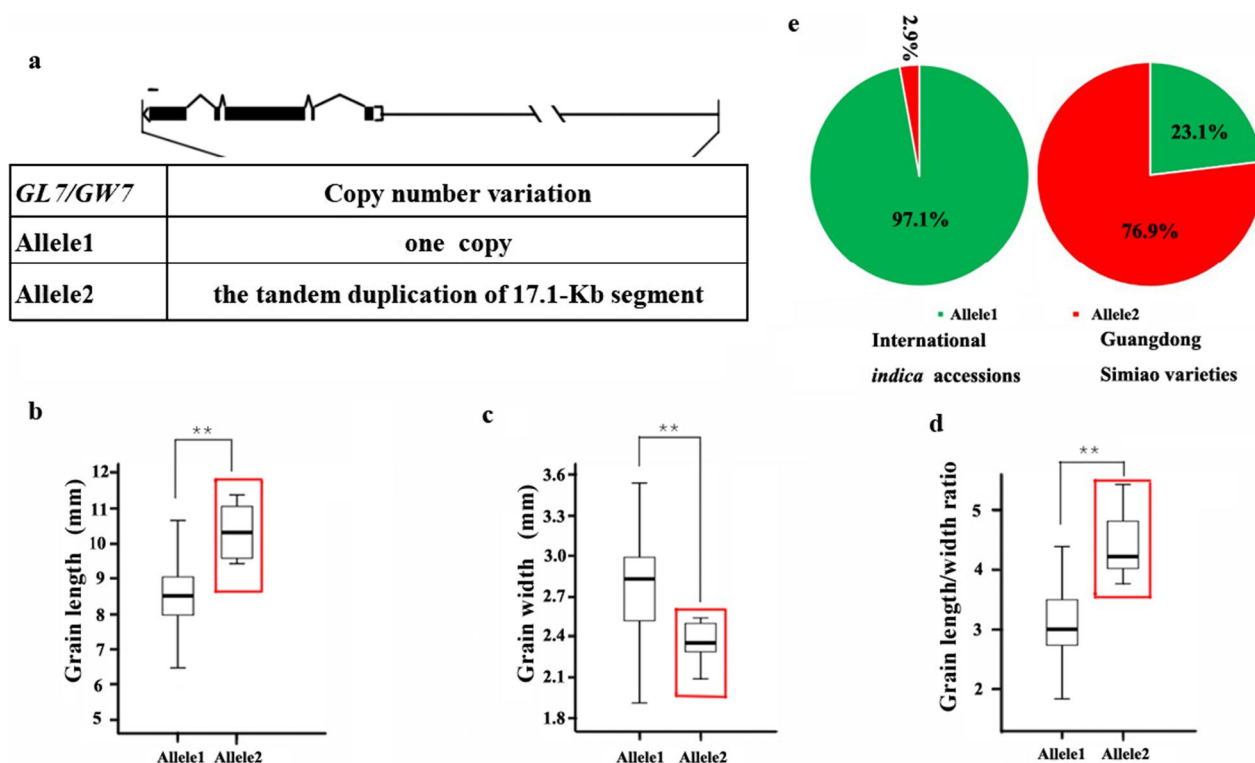 a
GL7/GW7 Copy number variation
Allele1 one copy
Allele2 the tandem duplication of 17.1-Kb segment
e
2.9%
97.1%
23.1%
76.9%
Allele1 Allele2
International Guangdong
indica accessions Simiao varieties
b
**
Grain length (mm)
12
11
10
9
8
7
6
5
Allele1 Allele2
c
**
Grain width (mm)
3.6
3.3
3.0
2.7
2.4
2.1
1.8
Allele1 Allele2
d
**
Grain length/width ratio
5
4
3
2
Allele1 Allele2